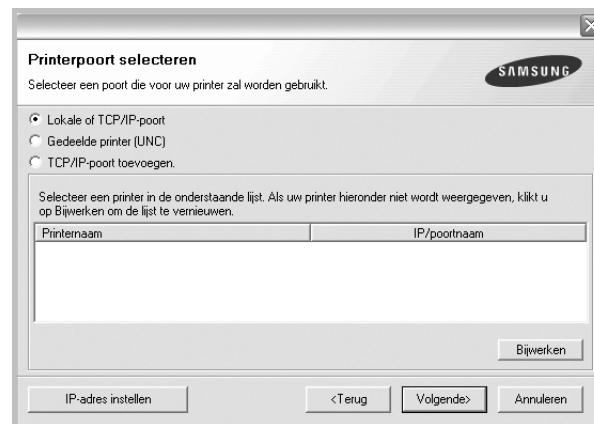 Printerpoort selecteren
Selecteer een poort die voor uw printer zal worden gebruikt.
SAMSUNG
Lokale of TCP/IP-poort
Gedeelde printer (UNC)
TCP/IP-poort toevoegen.
Selecteer een printer in de onderstaande lijst. Als uw printer hieronder niet wordt weergegeven, klikt u
op Bijwerken om de lijst te vernieuwen.
Printernaam IP/poortnaam
Bijwerken
IP-adres instellen <Terug Volgende> Annuleren